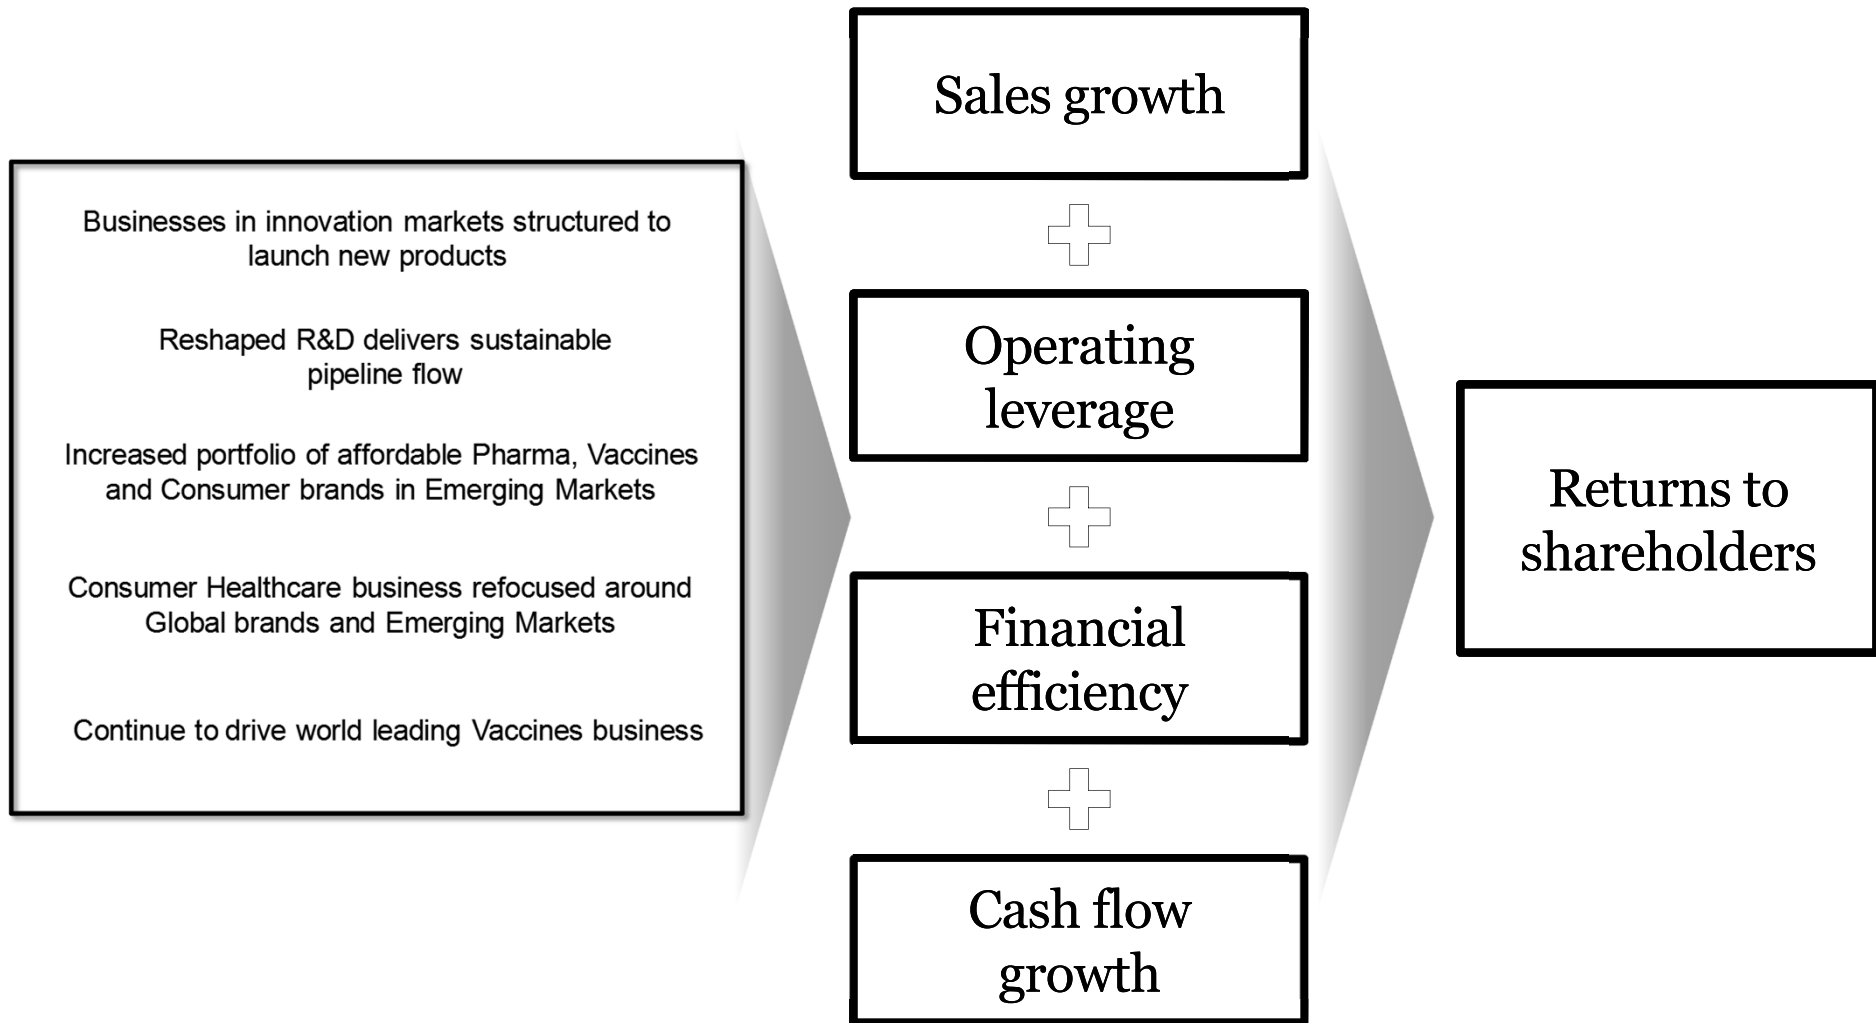 Businesses in innovation markets structured to
launch new products
Reshaped R&D delivers sustainable
pipeline flow
Increased portfolio of affordable Pharma, Vaccines
and Consumer brands in Emerging Markets
Consumer Healthcare business refocused around
Global brands and Emerging Markets
Continue to drive world leading Vaccines business
Sales growth
Operating
leverage
Financial
efficiency
Cash flow
growth
Returns to
shareholders